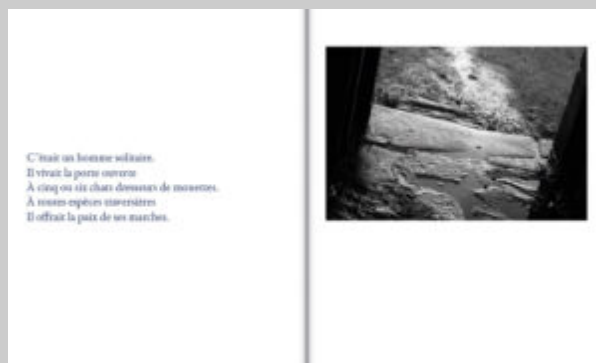 C'était un homme solitaire.
Il vivait la porte ouverte
À cinq ou six chats dresseurs de mouettes.
À toutes espèces traversières
Il offrait la paix de ses marches.